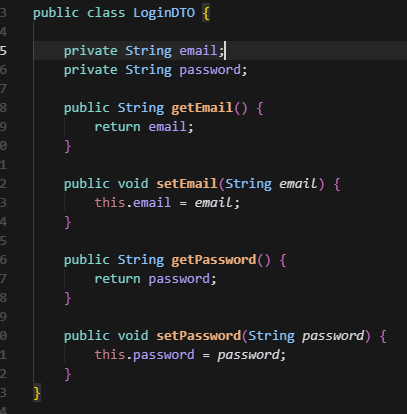 3 public class LoginDTO {
4
5     private String email;
6     private String password;
7
8     public String getEmail() {
9         return email;
0     }
1
2     public void setEmail(String email) {
3         this.email = email;
4     }
5
6     public String getPassword() {
7         return password;
8     }
9
0     public void setPassword(String password) {
1         this.password = password;
2     }
3 }
4